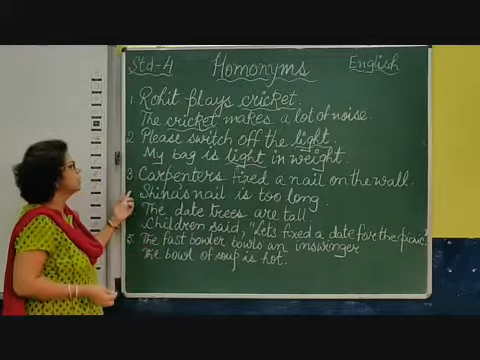 Std-4 Homonyms English
1. Rohit plays cricket.
The cricket makes a lot of noise.
2 Please switch off the light.
My bag is light in weight.
3 Carpenters fixed a nail on the wall.
Shina's nail is too long.
The date trees are tall.
Children said, "Let's fixed a date for the picnic."
5. The fast bowler bowls an inswinger
The bowl of soup is hot.